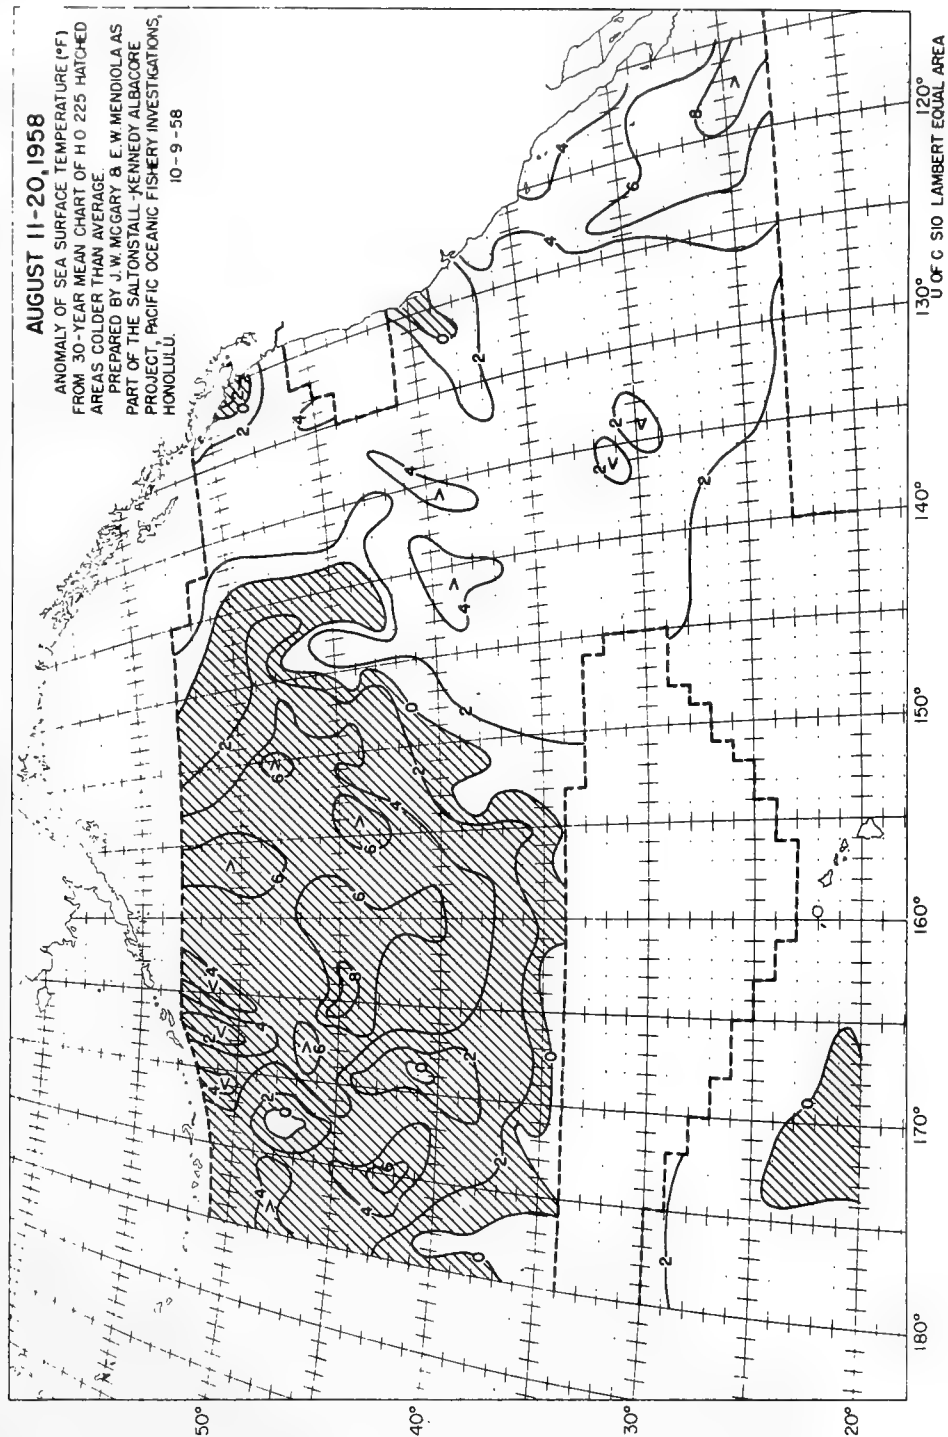 AUGUST 11-20, 1958
ANOMALY OF SEA SURFACE TEMPERATURE (°F)
FROM 30-YEAR MEAN CHART OF H O 225 HATCHED
AREAS COLDER THAN AVERAGE.
PREPARED BY J. W. MCGARY & E. W. MENDIOLA AS
PART OF THE SALTONSTALL-KENNEDY ALBACORE
PROJECT, PACIFIC OCEANIC FISHERY INVESTIGATIONS,
HONOLULU.
10-9-58
50°
40°
30°
20°
180°
170°
160°
150°
140°
130°
120°
U OF C SIO LAMBERT EQUAL AREA